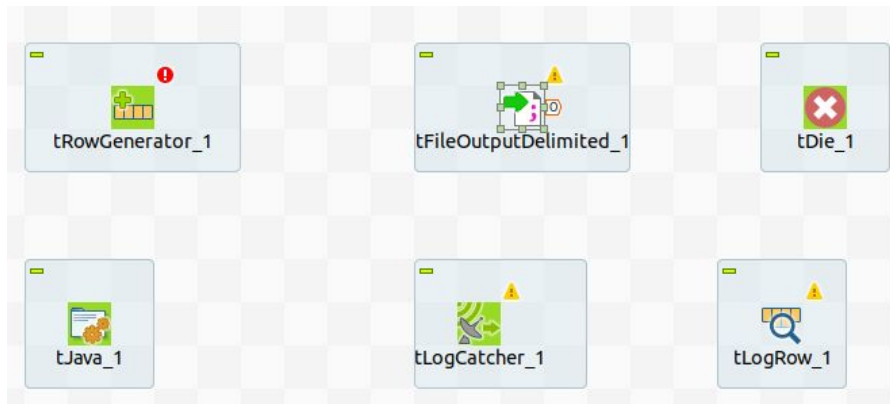 tRowGenerator_1
tFileOutputDelimited_1
tDie_1
tJava_1
tLogCatcher_1
tLogRow_1